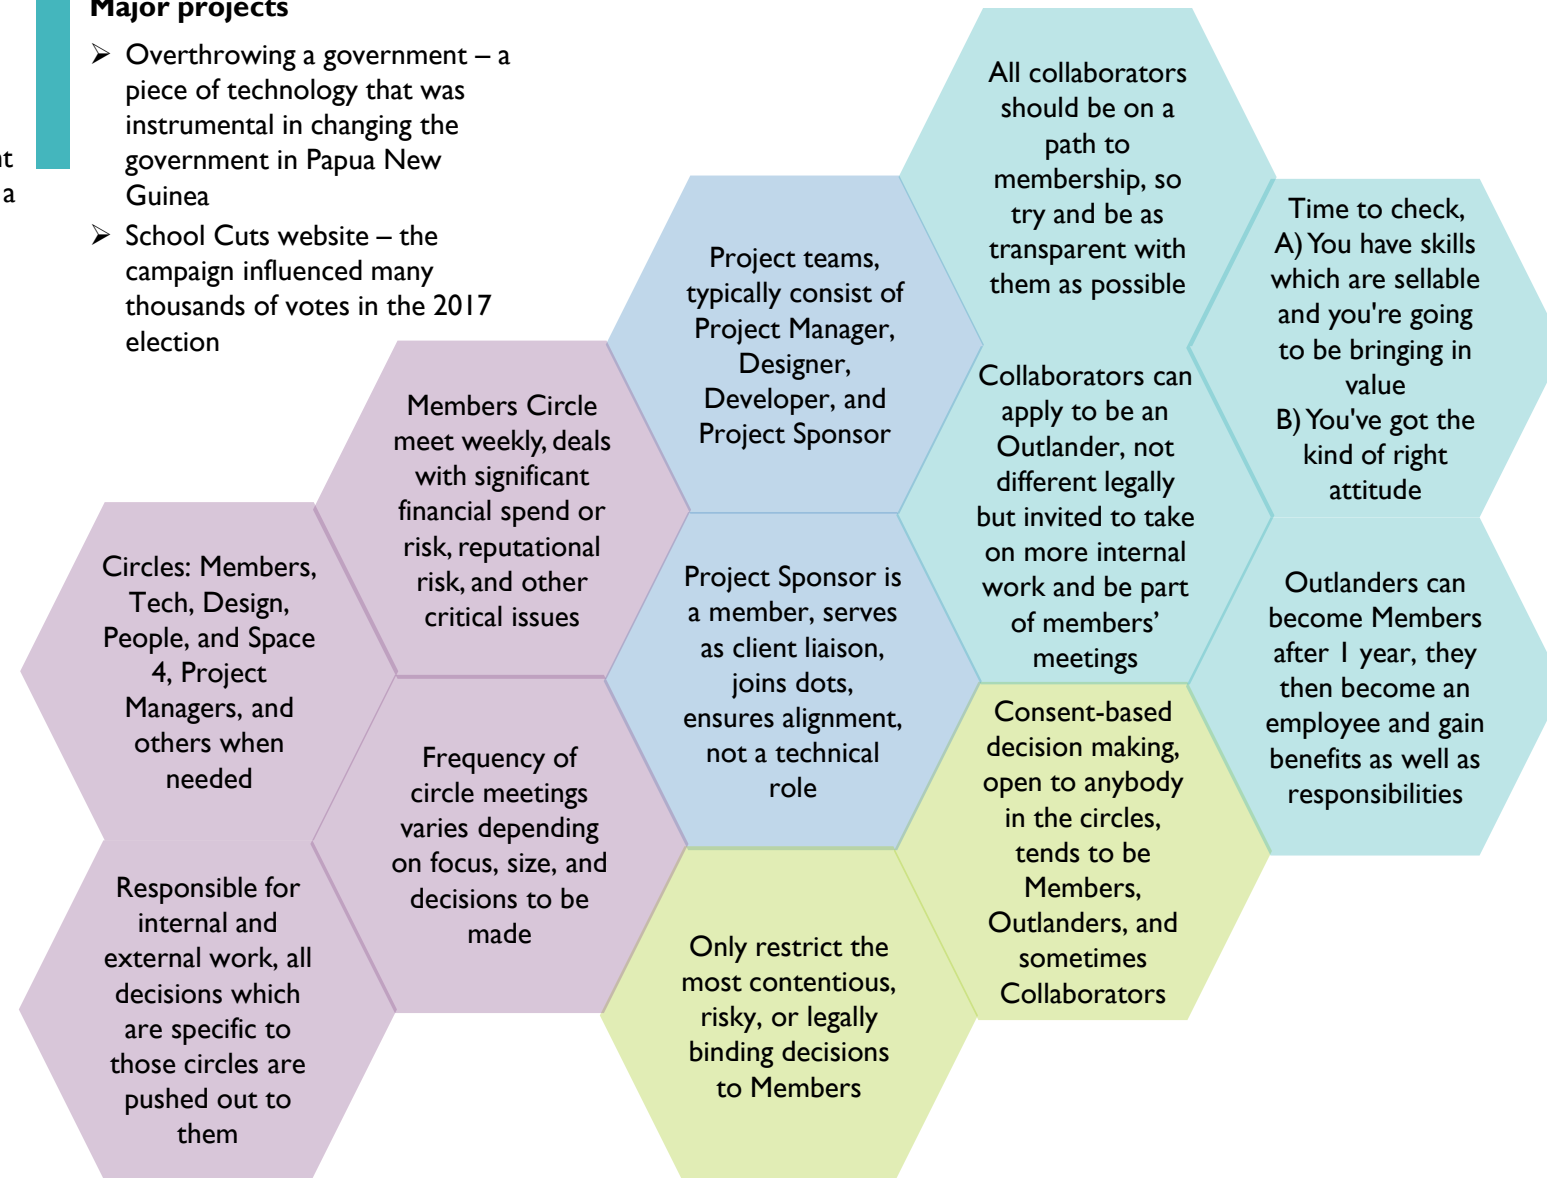 Major projects
➢ Overthrowing a government – a
piece of technology that was
instrumental in changing the
government in Papua New
Guinea
➢ School Cuts website – the
campaign influenced many
thousands of votes in the 2017
election
a
Circles: Members,
Tech, Design,
People, and Space
4, Project
Managers, and
others when
needed
Responsible for
internal and
external work, all
decisions which
are specific to
those circles are
pushed out to
them
Members Circle
meet weekly, deals
with significant
financial spend or
risk, reputational
risk, and other
critical issues
Frequency of
circle meetings
varies depending
on focus, size, and
decisions to be
made
Project teams,
typically consist of
Project Manager,
Designer,
Developer, and
Project Sponsor
Project Sponsor is
a member, serves
as client liaison,
joins dots,
ensures alignment,
not a technical
role
Only restrict the
most contentious,
risky, or legally
binding decisions
to Members
All collaborators
should be on a
path to
membership, so
try and be as
transparent with
them as possible
Collaborators can
apply to be an
Outlander, not
different legally
but invited to take
on more internal
work and be part
of members’
meetings
Consent-based
decision making,
open to anybody
in the circles,
tends to be
Members,
Outlanders, and
sometimes
Collaborators
Time to check,
A) You have skills
which are sellable
and you're going
to be bringing in
value
B) You've got the
kind of right
attitude
Outlanders can
become Members
after 1 year, they
then become an
employee and gain
benefits as well as
responsibilities